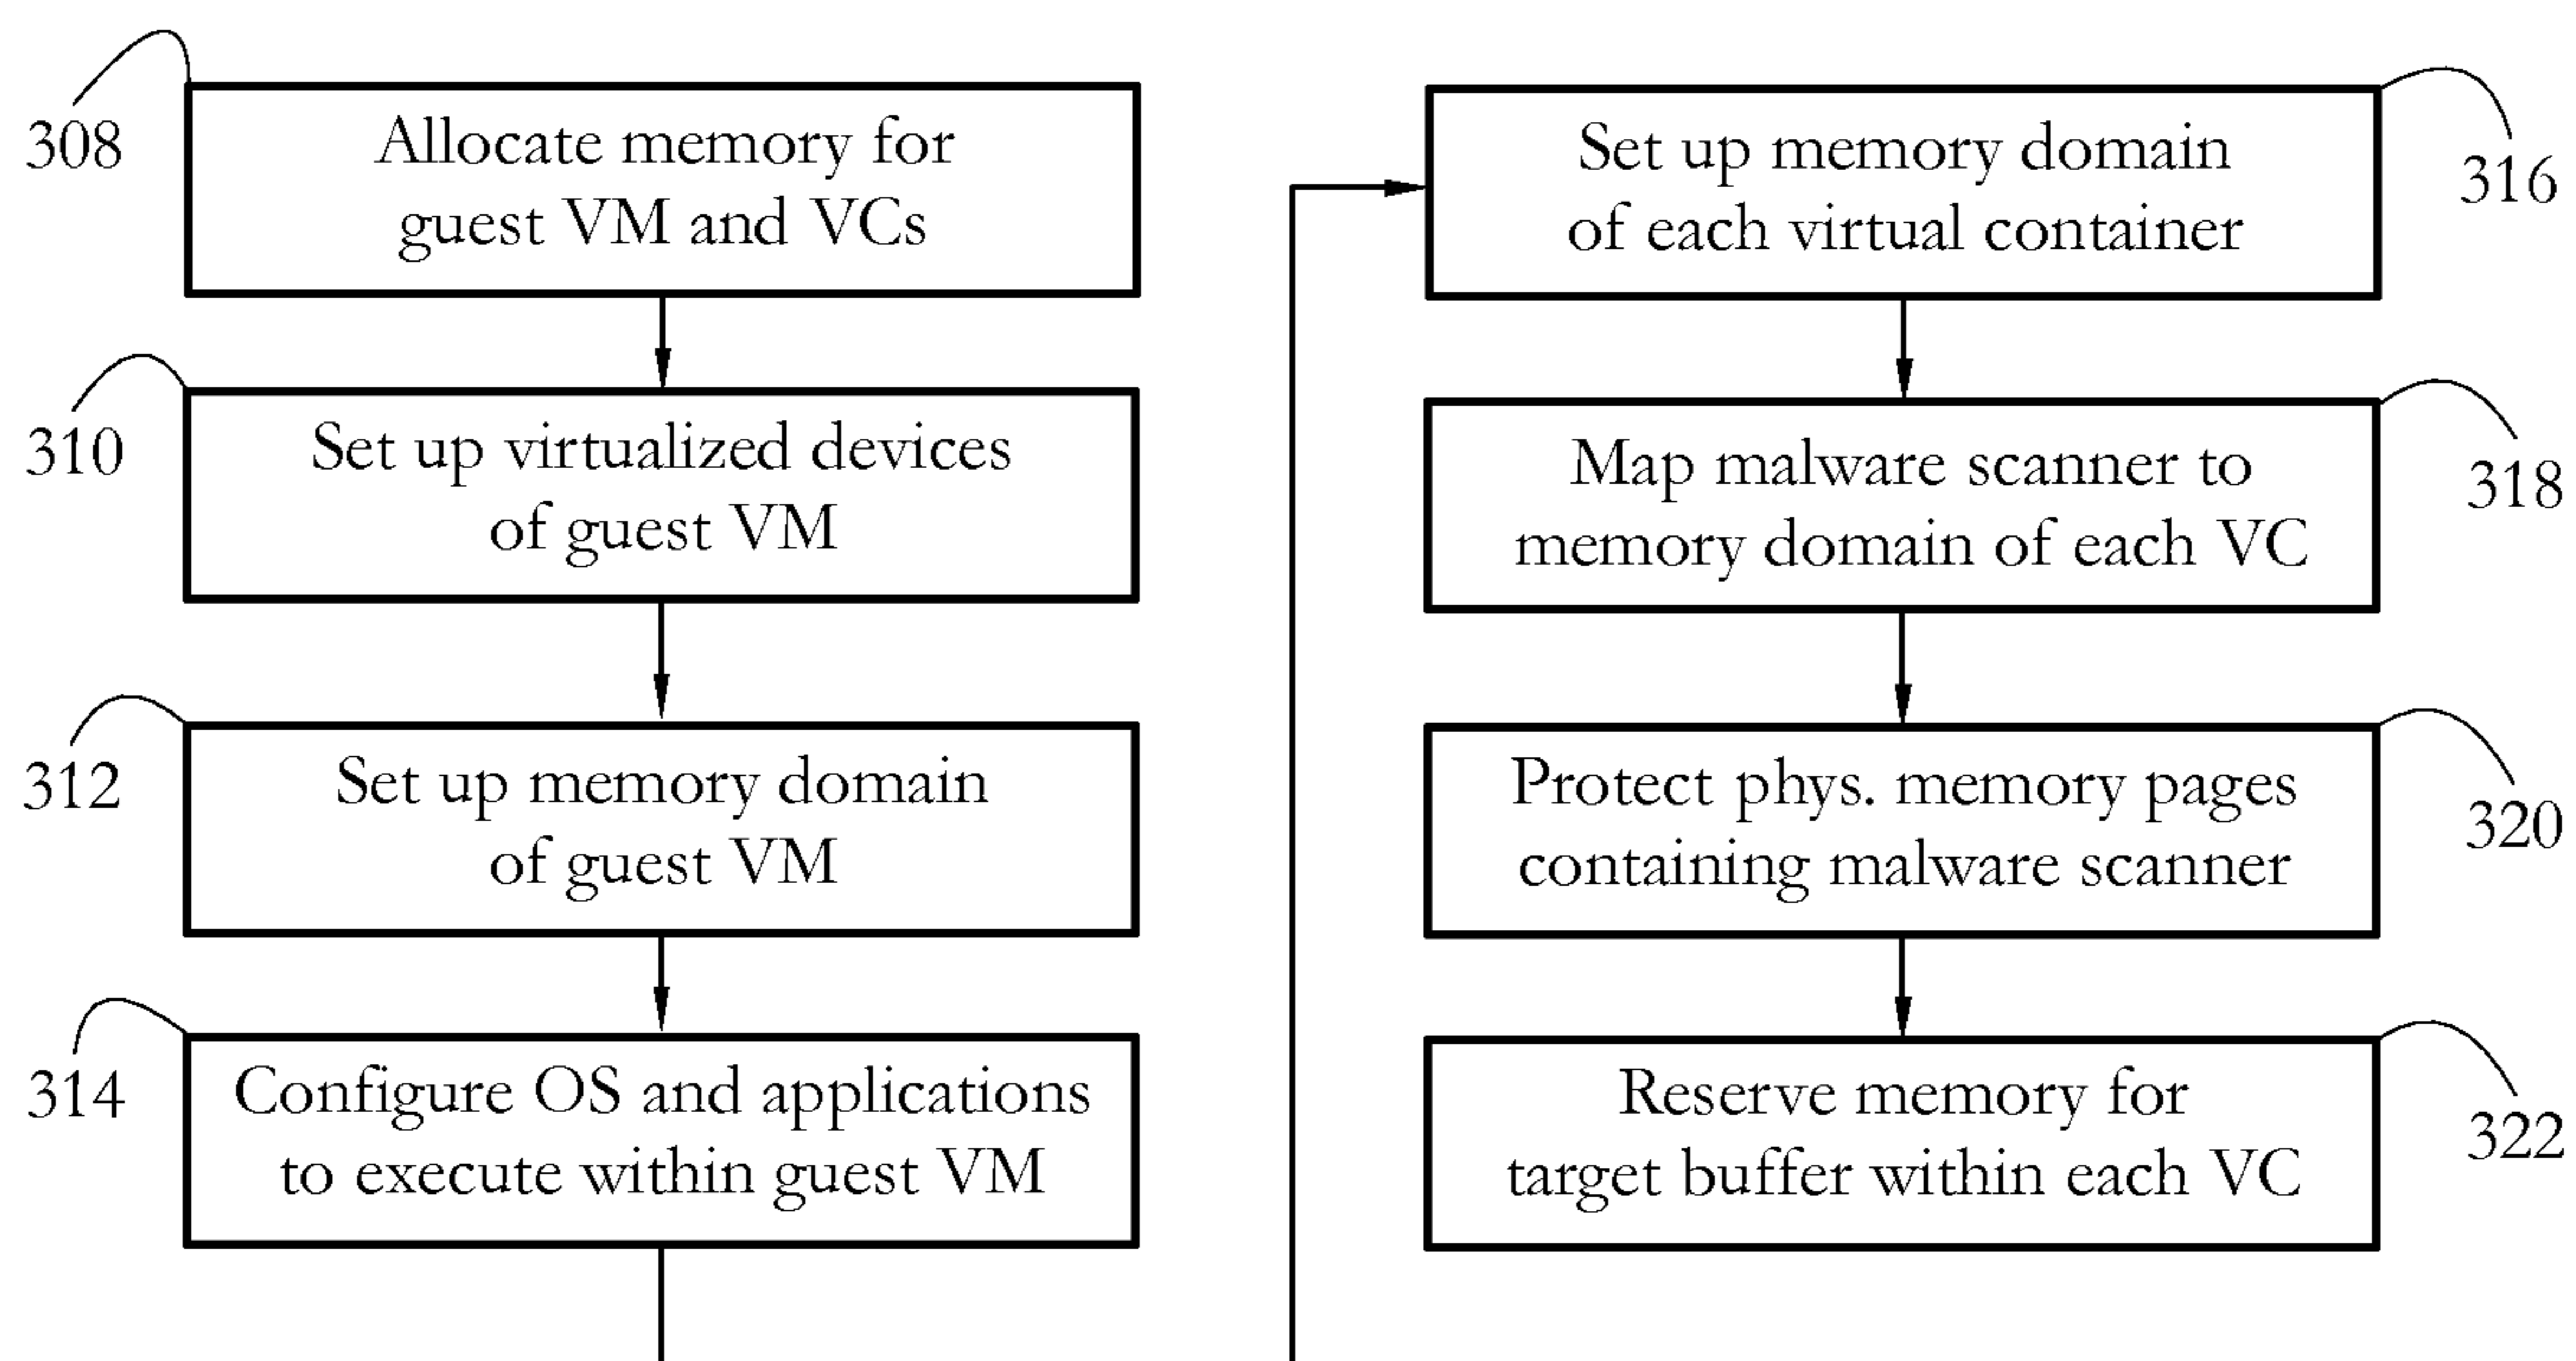 308
Allocate memory for
guest VM and VCs
310
Set up virtualized devices
of guest VM
312
Set up memory domain
of guest VM
314
Configure OS and applications
to execute within guest VM
316
Set up memory domain
of each virtual container
318
Map malware scanner to
memory domain of each VC
320
Protect phys. memory pages
containing malware scanner
322
Reserve memory for
target buffer within each VC